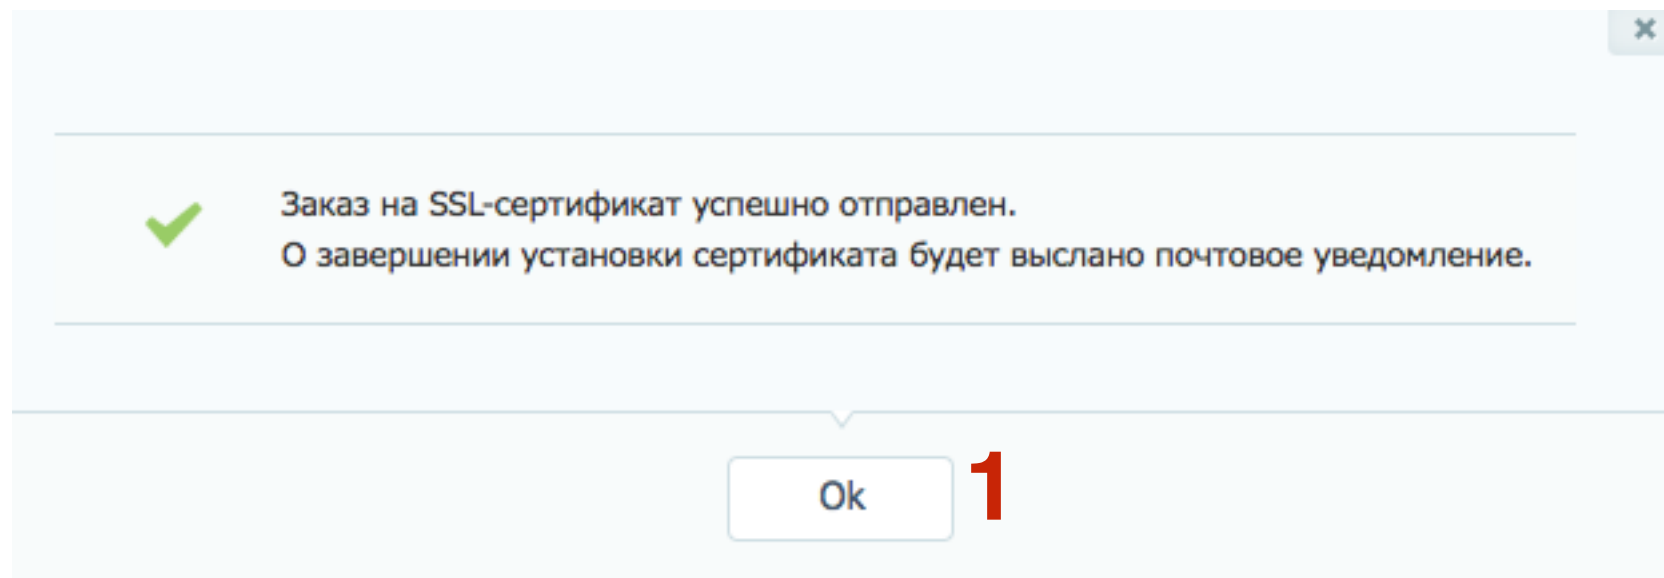 Заказ на SSL-сертификат успешно отправлен.
О завершении установки сертификата будет выслано почтовое уведомление.
Ok
1